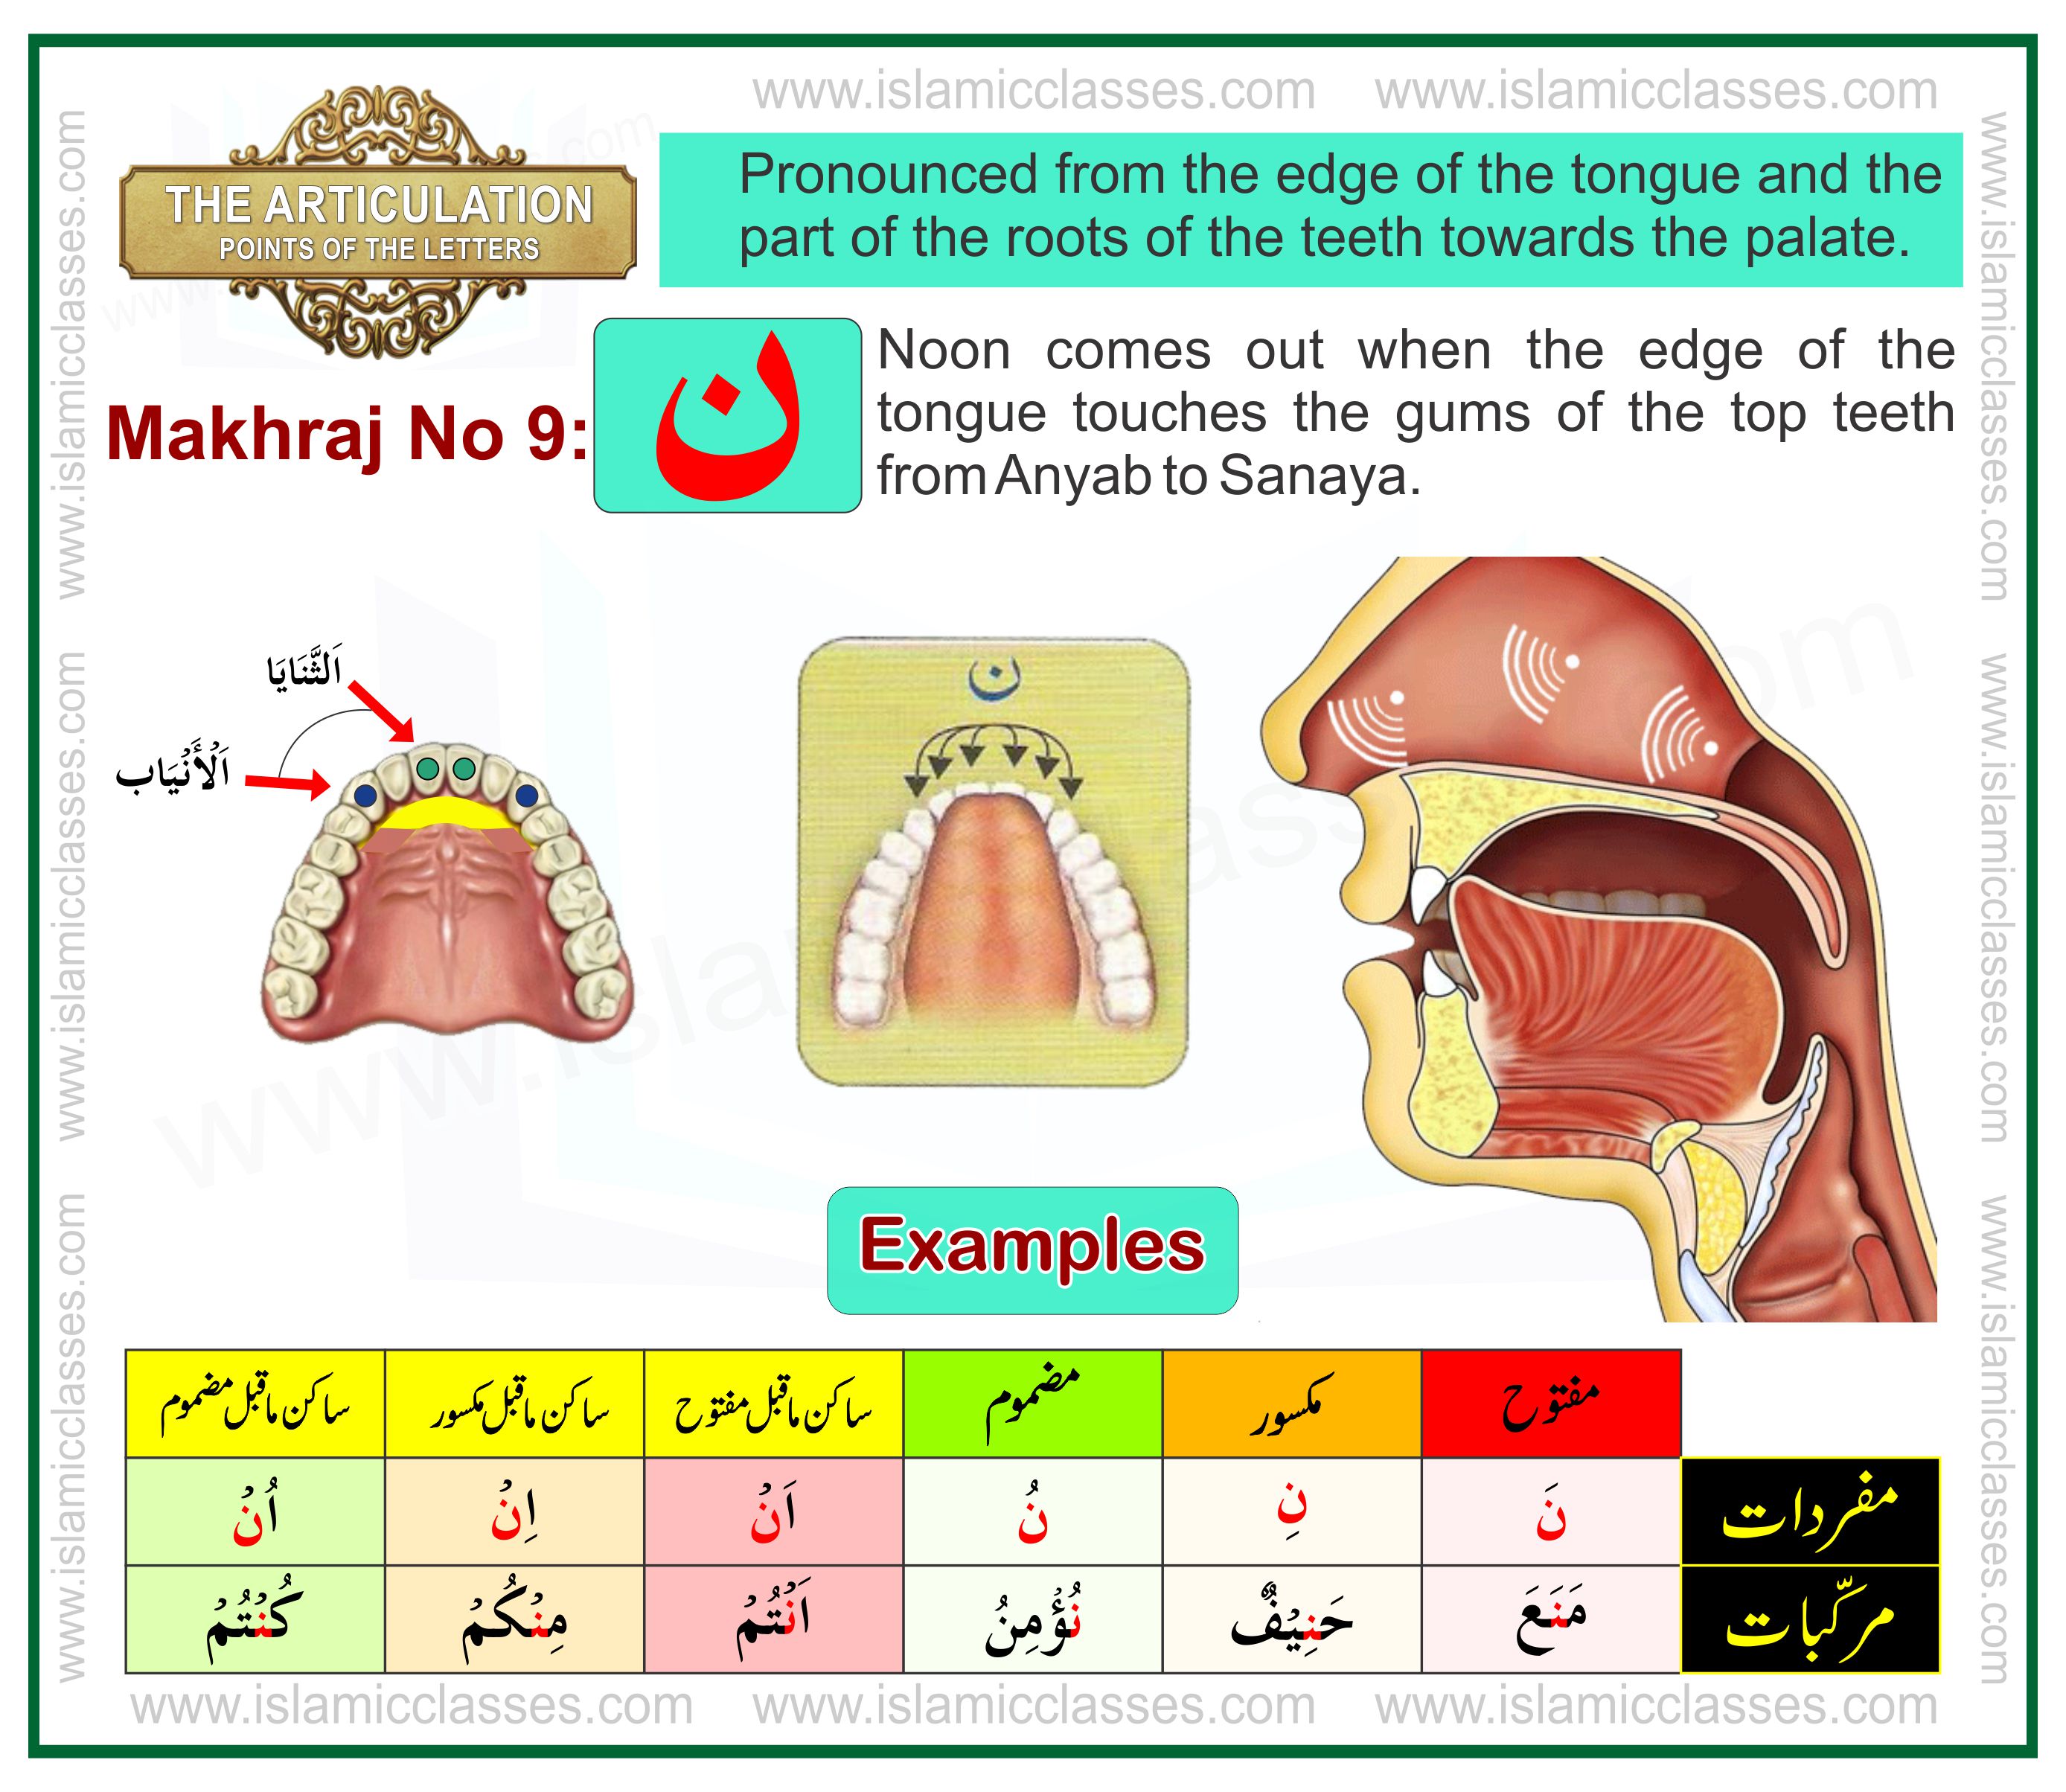 www.islamicclasses.com www.islamicclasses.com
THE ARTICULATION
POINTS OF THE LETTERS
Pronounced from the edge of the tongue and the
part of the roots of the teeth towards the palate.
Makhraj No 9:
ن
Noon comes out when the edge of the
tongue touches the gums of the top teeth
from Anyab to Sanaya.
اَلثَّنَايَا
اَلْأَنْيَاب
ن
Examples
مفتوح مکسور مضموم ساکن ماقبل مفتوح ساکن ماقبل مکسور ساکن ماقبل مضموم
مفردات نَ نِ نُ اَنْ اِنْ اُنْ
مرکّبات مَنَعَ حَنِيْفٌ نُؤْمِنُ اَنْتُمْ مِنْكُمْ كُنْتُمْ
www.islamicclasses.com www.islamicclasses.com www.islamicclasses.com
www.islamicclasses.com www.islamicclasses.com www.islamicclasses.com
www.islamicclasses.com www.islamicclasses.com www.islamicclasses.com
www.islamicclasses.com